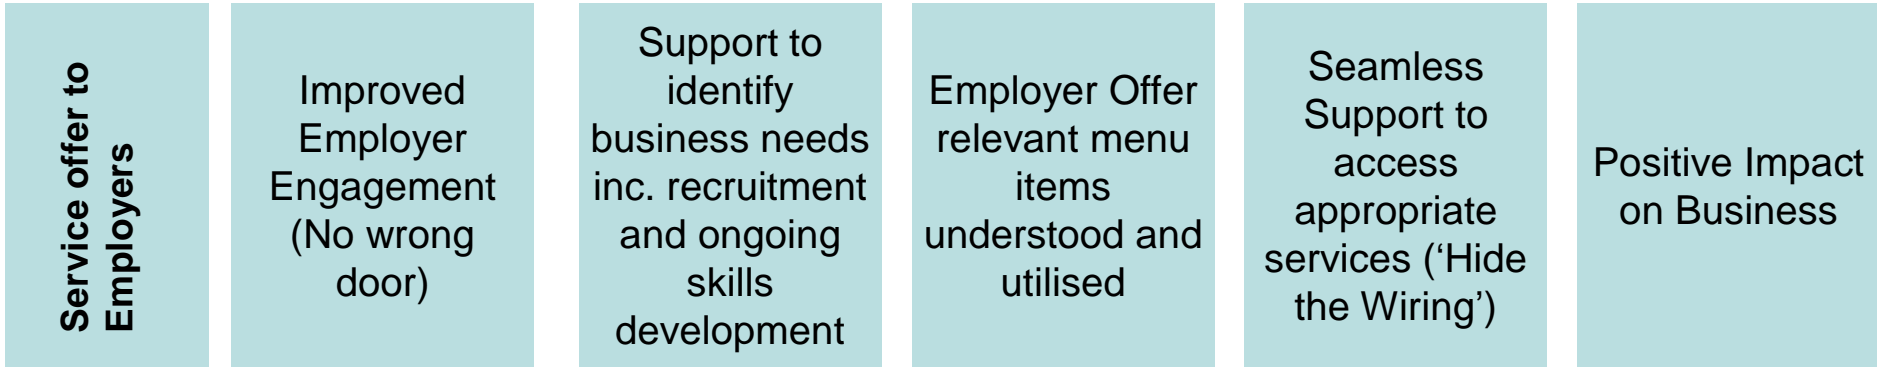 Service offer to
Employers
Improved
Employer
Engagement
(No wrong
door)
Support to
identify
business needs
inc. recruitment
and ongoing
skills
development
Employer Offer
relevant menu
items
understood and
utilised
Seamless
Support to
access
appropriate
services (‘Hide
the Wiring’)
Positive Impact
on Business